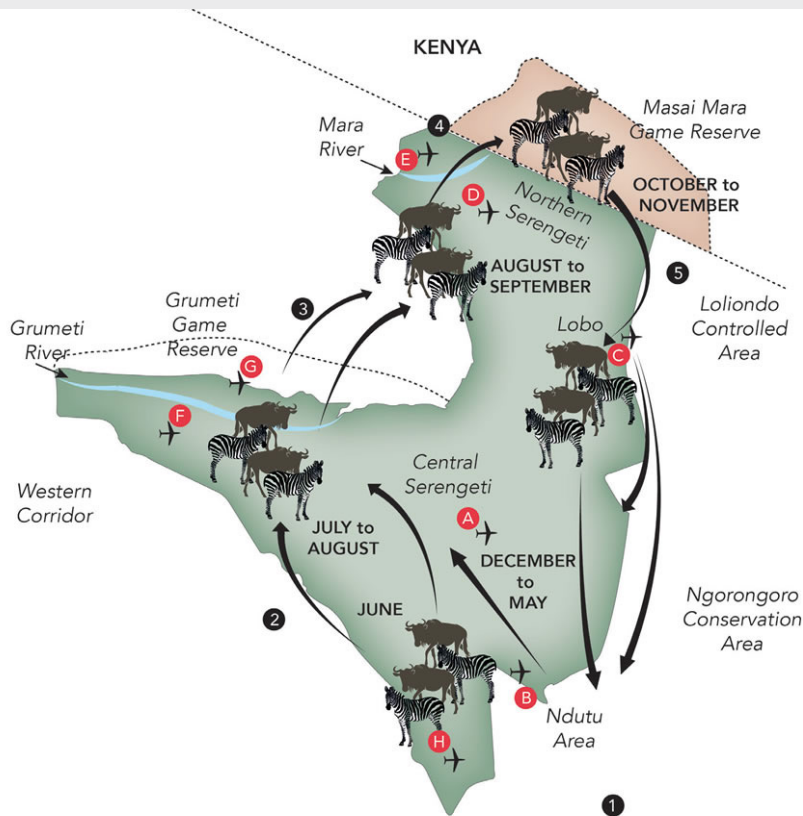 KENYA
Masai Mara
Game Reserve
4
Mara
River
E
OCTOBER to
NOVEMBER
D
Northern
Serengeti
AUGUST to
SEPTEMBER
5
Loliondo
Controlled
Area
Grumeti
Game
Reserve
3
Lobo
C
Grumeti
River
G
F
Western
Corridor
Central
Serengeti
A
JULY to
AUGUST
DECEMBER
to
MAY
JUNE
2
Ngorongoro
Conservation
Area
B
Ndutu
Area
H
1